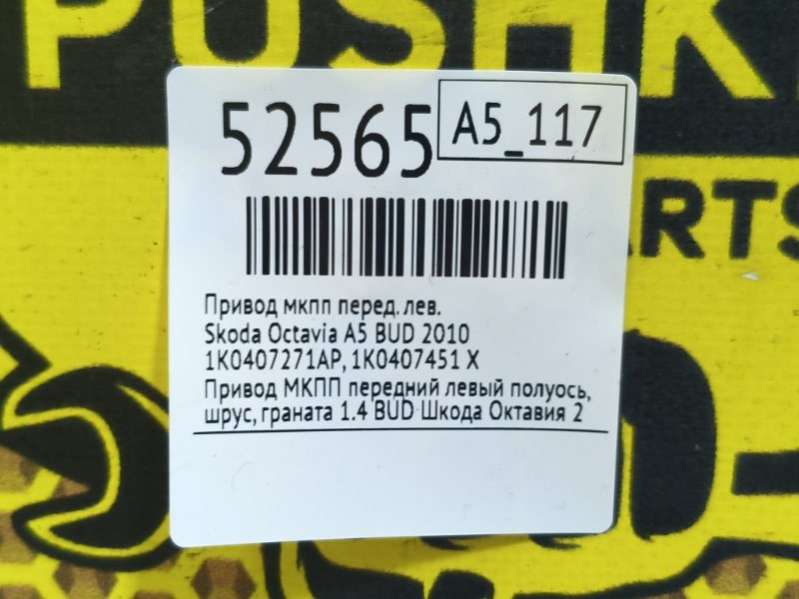 PUSHK
ARTS
52565
A5_117
Привод мкпп перед. лев.
Skoda Octavia A5 BUD 2010
1K0407271AP, 1K0407451 X
Привод МКПП передний левый полуось,
шрус, граната 1.4 BUD Шкода Октавия 2